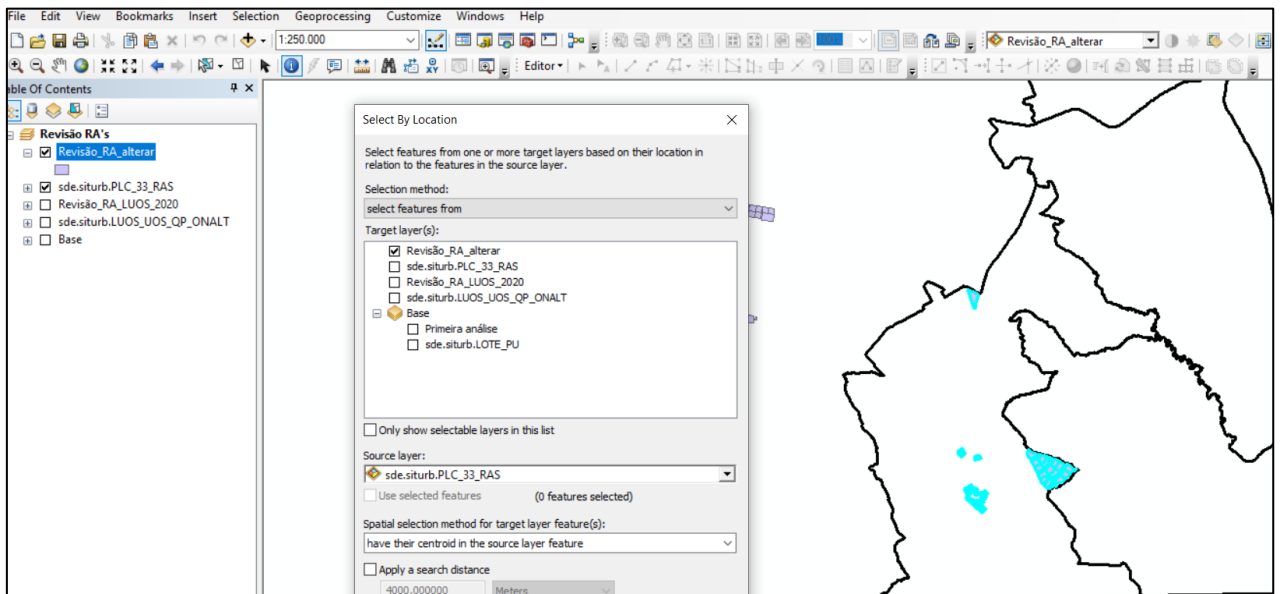 File Edit View Bookmarks Insert Selection Geoprocessing Customize Windows Help
1:250.000
Revisão_RA_alterar
Editor
able Of Contents
Revisão RA's
Revisão_RA_alterar
sde.siturb.PLC_33_RAS
Revisão_RA_LUOS_2020
sde.siturb.LUOS_UOS_QP_ONALT
Base
Select By Location
Select features from one or more target layers based on their location in
relation to the features in the source layer.
Selection method:
select features from
Target layer(s):
Revisão_RA_alterar
sde.siturb.PLC_33_RAS
Revisão_RA_LUOS_2020
sde.siturb.LUOS_UOS_QP_ONALT
Base
Primeira análise
sde.siturb.LOTE_PU
Only show selectable layers in this list
Source layer:
sde.siturb.PLC_33_RAS
Use selected features (0 features selected)
Spatial selection method for target layer feature(s):
have their centroid in the source layer feature
Apply a search distance
4000.000000 Meters